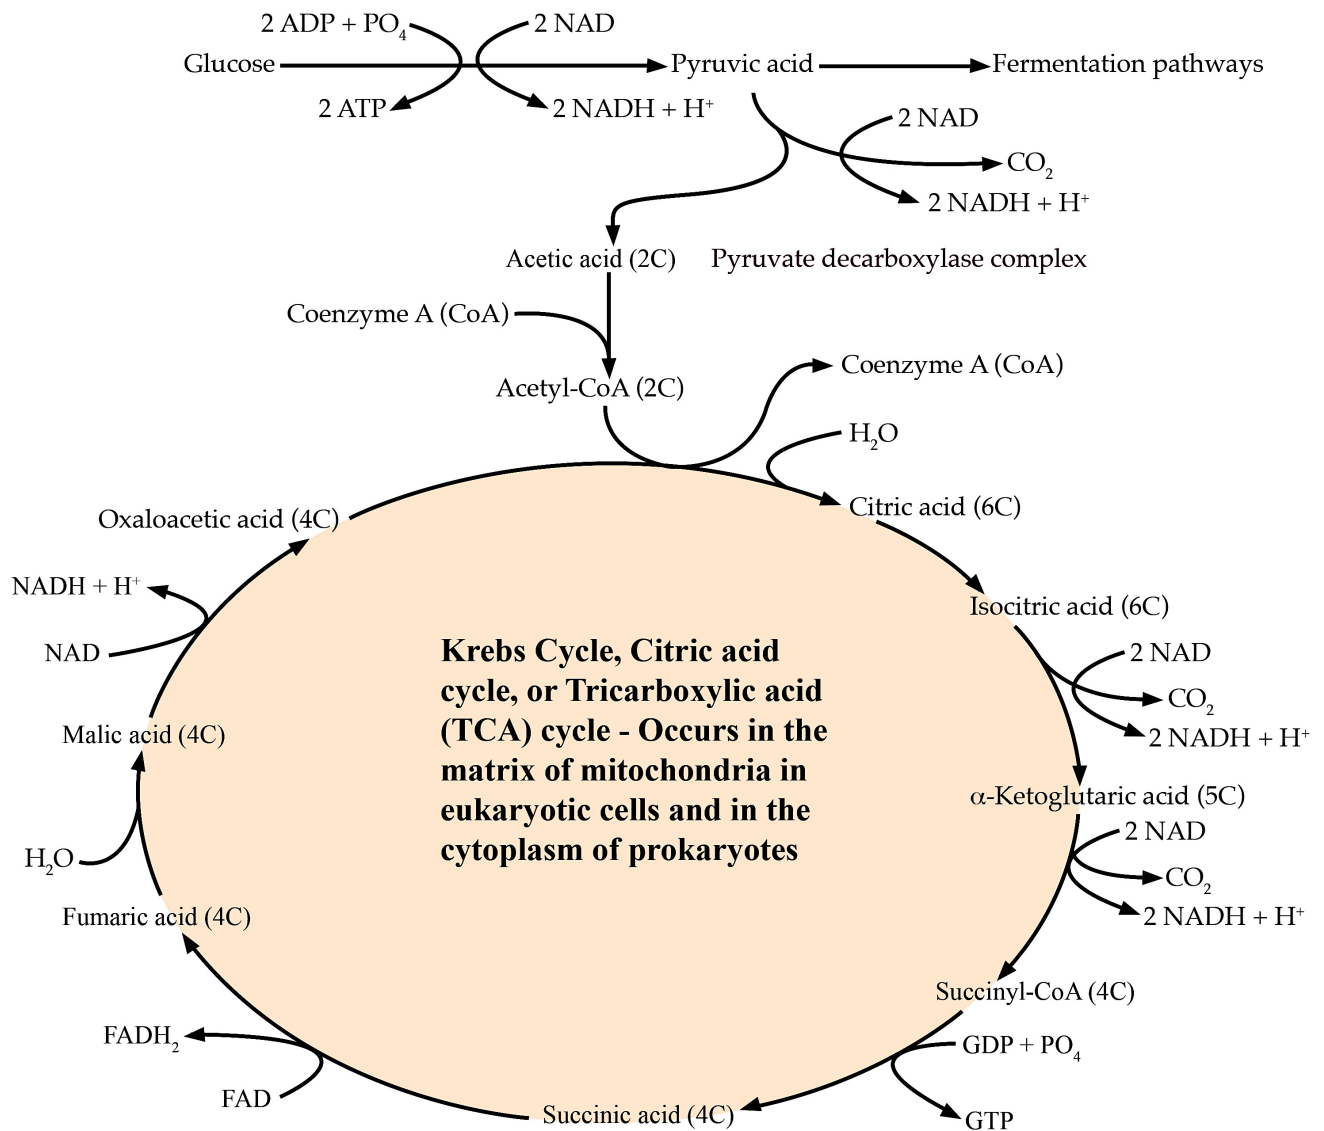 2 ADP + PO₄
2 NAD
Glucose
Pyruvic acid
Fermentation pathways
2 ATP
2 NADH + H⁺
2 NAD
CO₂
2 NADH + H⁺
Acetic acid (2C)
Pyruvate decarboxylase complex
Coenzyme A (CoA)
Coenzyme A (CoA)
Acetyl-CoA (2C)
H₂O
Citric acid (6C)
Oxaloacetic acid (4C)
NADH + H⁺
Isocitric acid (6C)
NAD
2 NAD
CO₂
2 NADH + H⁺
Krebs Cycle, Citric acid
cycle, or Tricarboxylic acid
(TCA) cycle - Occurs in the
matrix of mitochondria in
eukaryotic cells and in the
cytoplasm of prokaryotes
Malic acid (4C)
α-Ketoglutaric acid (5C)
2 NAD
H₂O
CO₂
2 NADH + H⁺
Fumaric acid (4C)
Succinyl-CoA (4C)
FADH₂
GDP + PO₄
FAD
Succinic acid (4C)
GTP